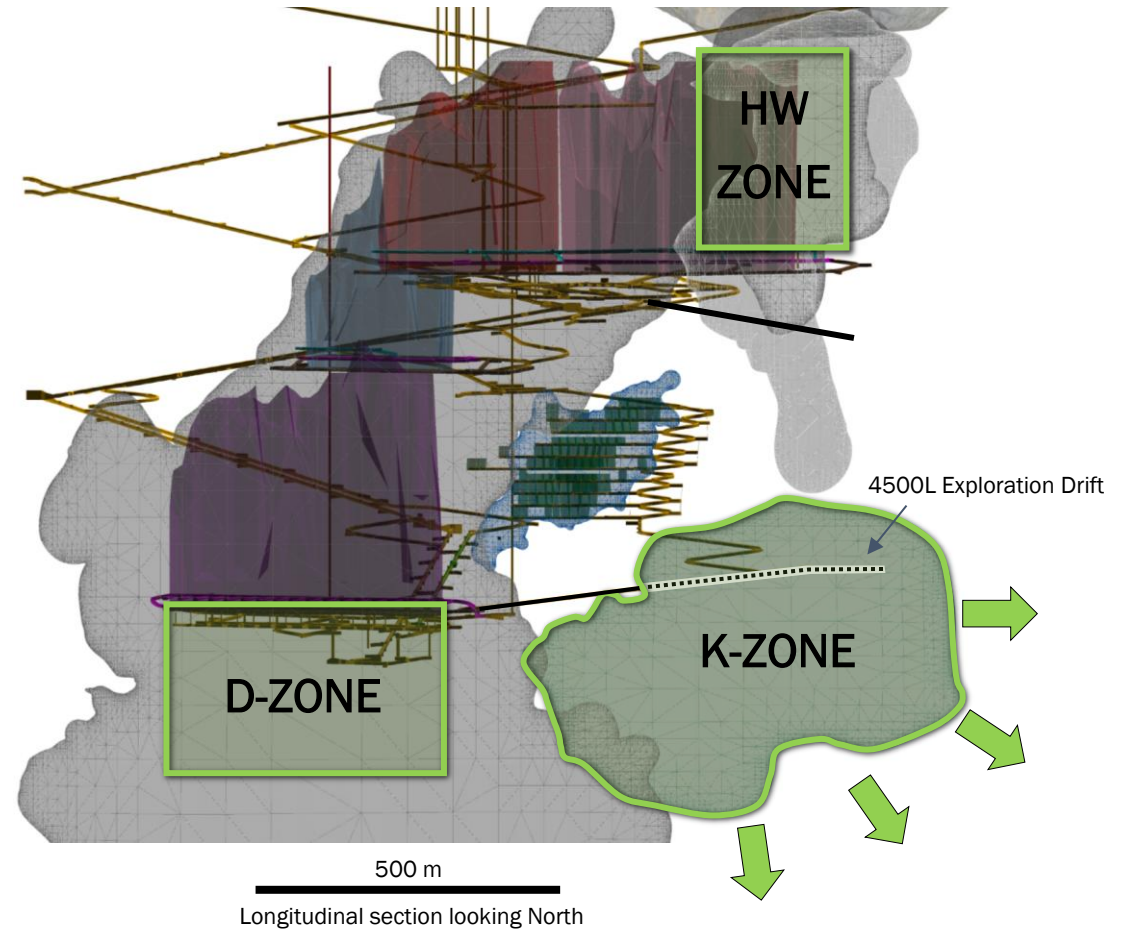 HW
ZONE
4500L Exploration Drift
K-ZONE
D-ZONE
500 m
Longitudinal section looking North